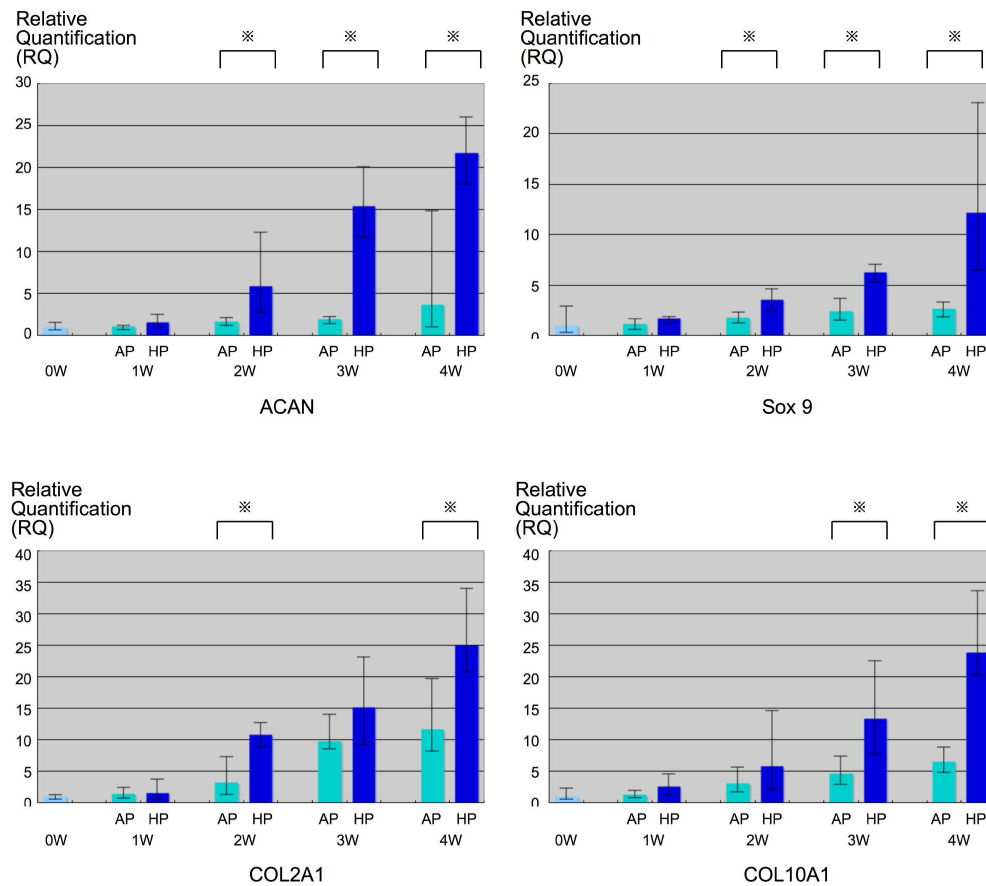 Relative
Quantification
(RQ)
※ ※ ※
30
25
20
15
10
5
0
AP HP AP HP AP HP AP HP
0W 1W 2W 3W 4W
ACAN
Relative
Quantification
(RQ)
※ ※ ※
25
20
15
10
5
0
AP HP AP HP AP HP AP HP
0W 1W 2W 3W 4W
Sox 9
Relative
Quantification
(RQ)
※ ※
40
35
30
25
20
15
10
5
0
AP HP AP HP AP HP AP HP
0W 1W 2W 3W 4W
COL2A1
Relative
Quantification
(RQ)
※ ※
40
35
30
25
20
15
10
5
0
AP HP AP HP AP HP AP HP
0W 1W 2W 3W 4W
COL10A1